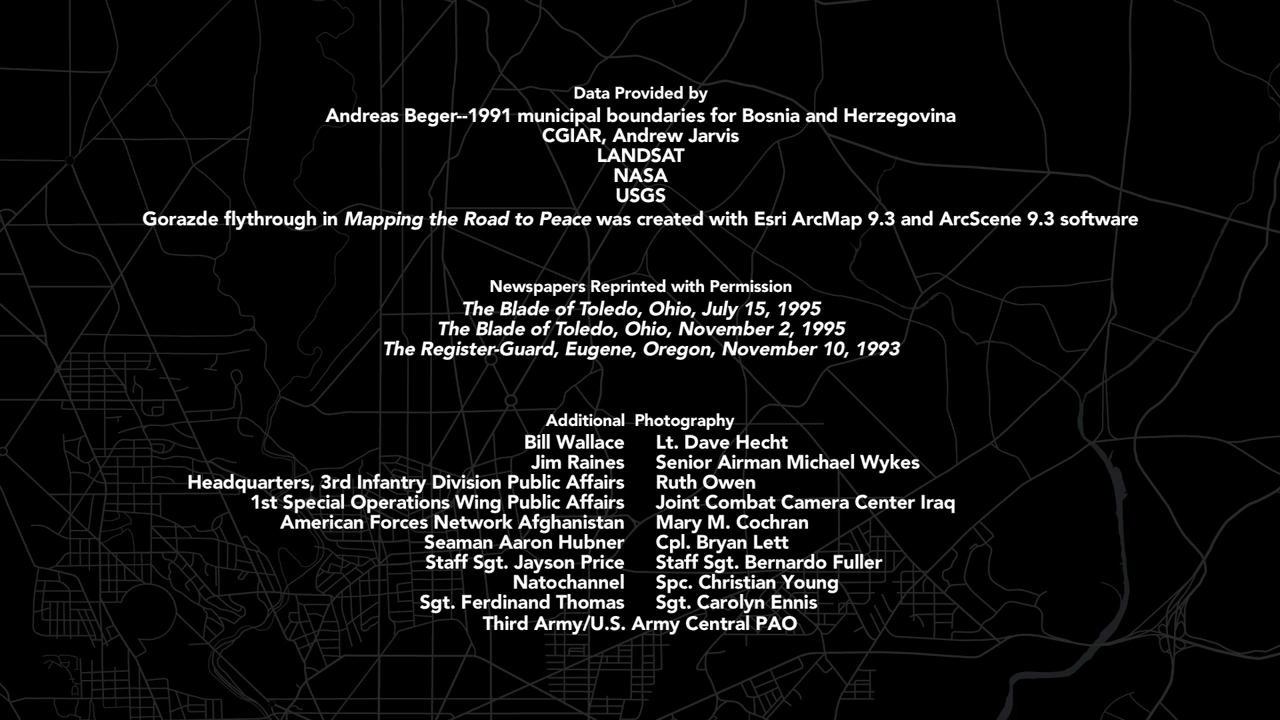 Data Provided by
Andreas Beger--1991 municipal boundaries for Bosnia and Herzegovina
CGIAR, Andrew Jarvis
LANDSAT
NASA
USGS
Gorazde flythrough in Mapping the Road to Peace was created with Esri ArcMap 9.3 and ArcScene 9.3 software
Newspapers Reprinted with Permission
The Blade of Toledo, Ohio, July 15, 1995
The Blade of Toledo, Ohio, November 2, 1995
The Register-Guard, Eugene, Oregon, November 10, 1993
Additional Photography
Bill Wallace Lt. Dave Hecht
Jim Raines Senior Airman Michael Wykes
Headquarters, 3rd Infantry Division Public Affairs Ruth Owen
1st Special Operations Wing Public Affairs Joint Combat Camera Center Iraq
American Forces Network Afghanistan Mary M. Cochran
Seaman Aaron Hubner Cpl. Bryan Lett
Staff Sgt. Jayson Price Staff Sgt. Bernardo Fuller
Natochannel Spc. Christian Young
Sgt. Ferdinand Thomas Sgt. Carolyn Ennis
Third Army/U.S. Army Central PAO